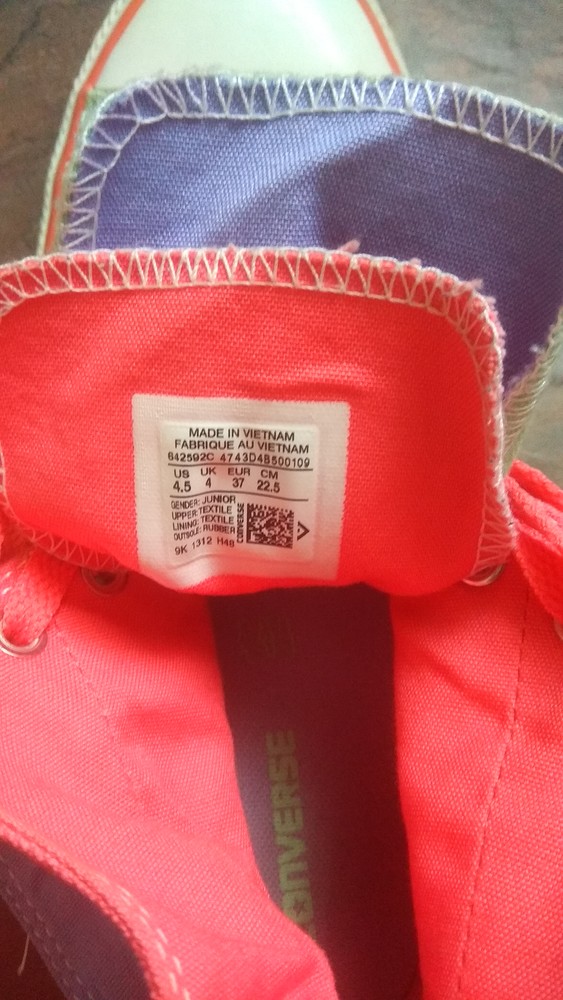 MADE IN VIETNAM
FABRIQUE AU VIETNAM
642592C 4743D4B500109
US UK EUR CM
4.5 4 37 22.5
GENDER: JUNIOR
UPPER: TEXTILE
LINING: TEXTILE
OUTSOLE: RUBBER
CONVERSE
9K 1312 H4B
CONVERSE